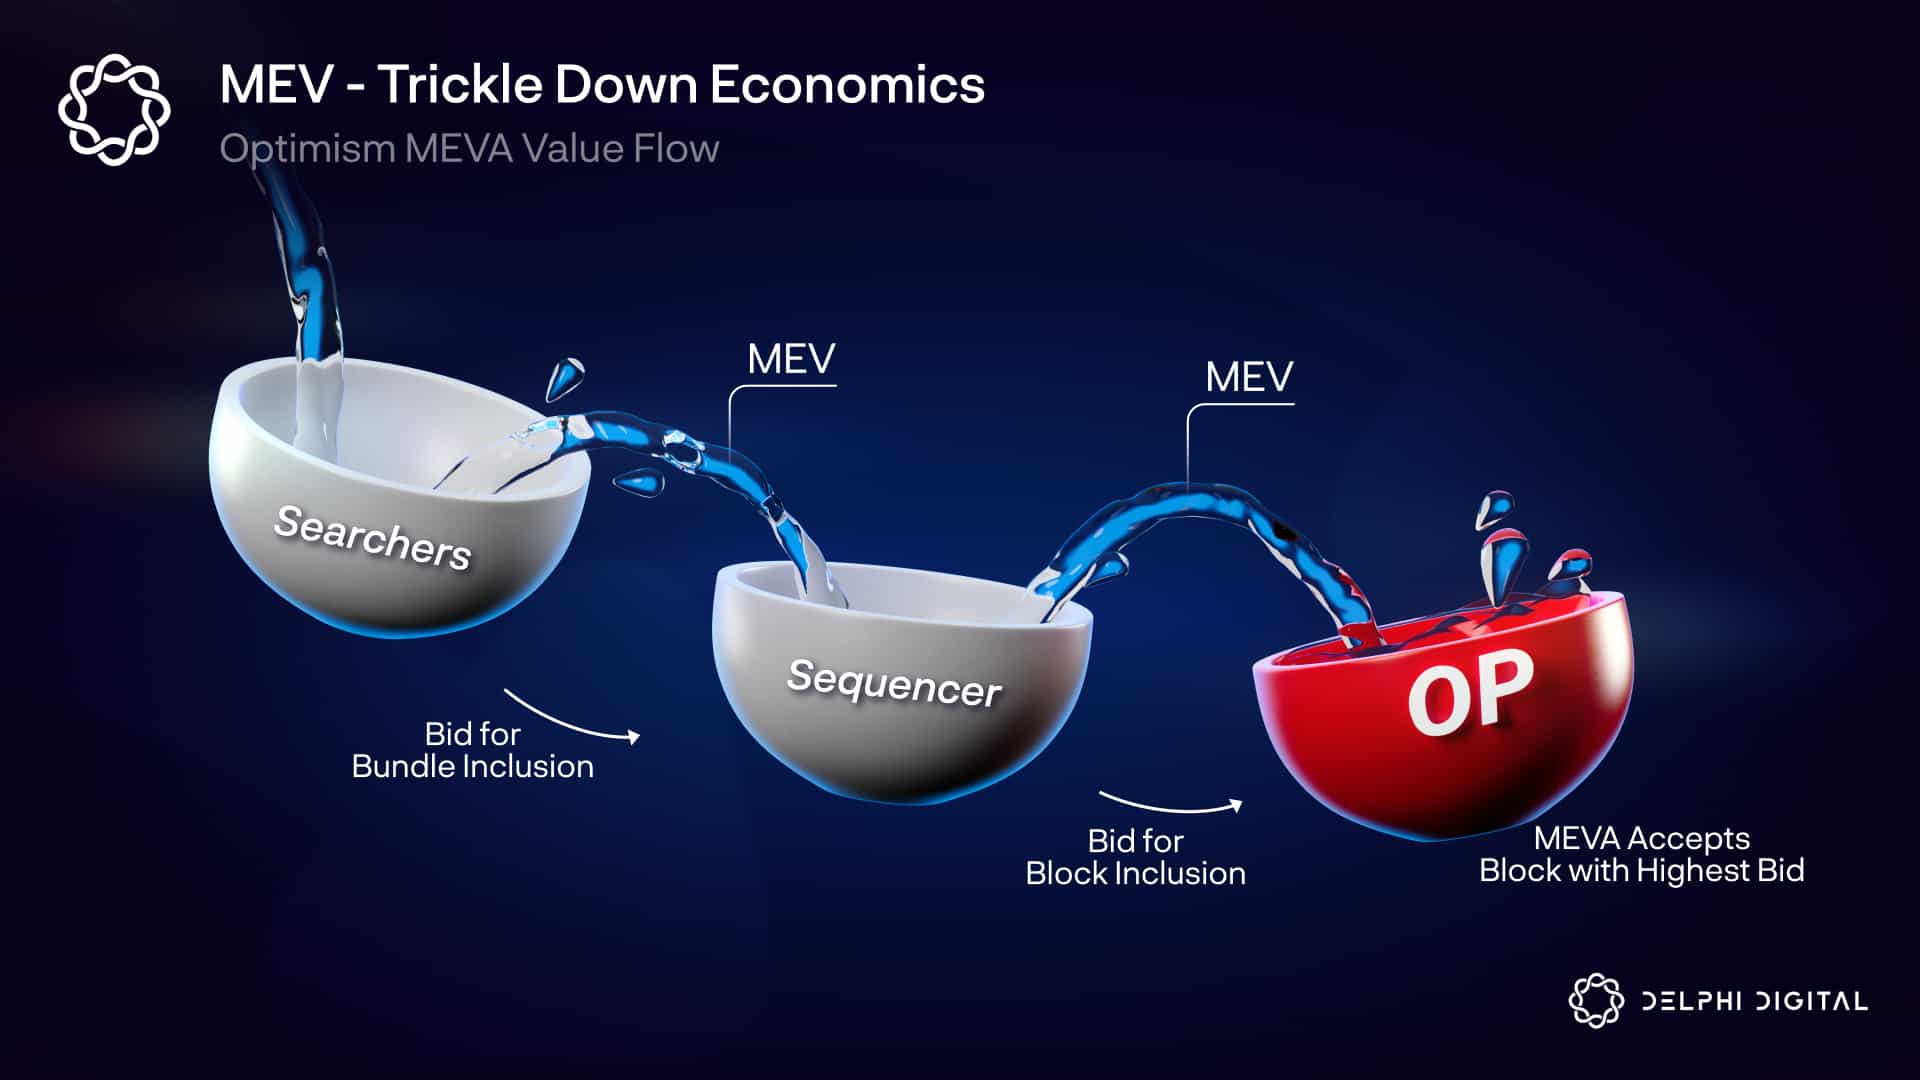 MEV - Trickle Down Economics
Optimism MEVA Value Flow
MEV
MEV
Searchers
Sequencer
OP
Bid for
Bundle Inclusion
Bid for
Block Inclusion
MEVA Accepts
Block with Highest Bid
DELPHI DIGITAL